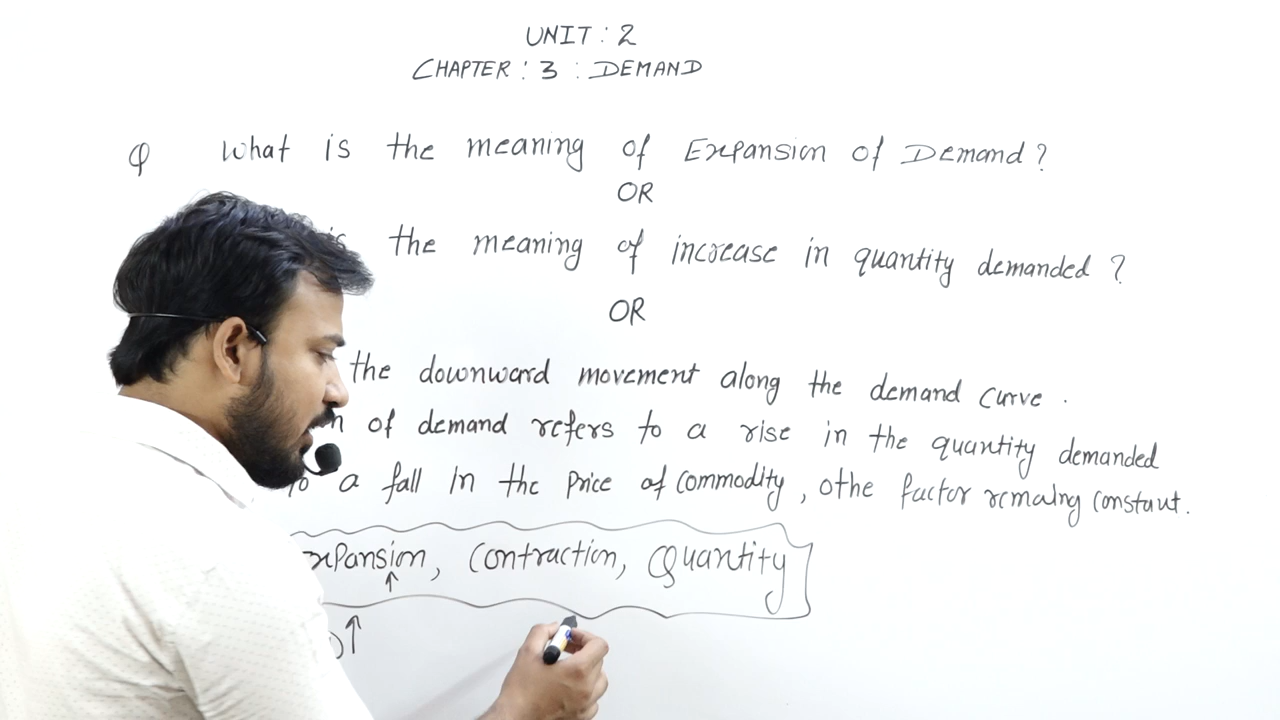 UNIT : 2
CHAPTER : 3 : DEMAND
Q What is the meaning of Expansion of Demand ?
OR
is the meaning of increase in quantity demanded ?
OR
the downward movement along the demand curve .
n of demand refers to a rise in the quantity demanded
to a fall in the Price of Commodity , othe factor remaing constant .
xpansion, Contraction, Quantity
↑
↑